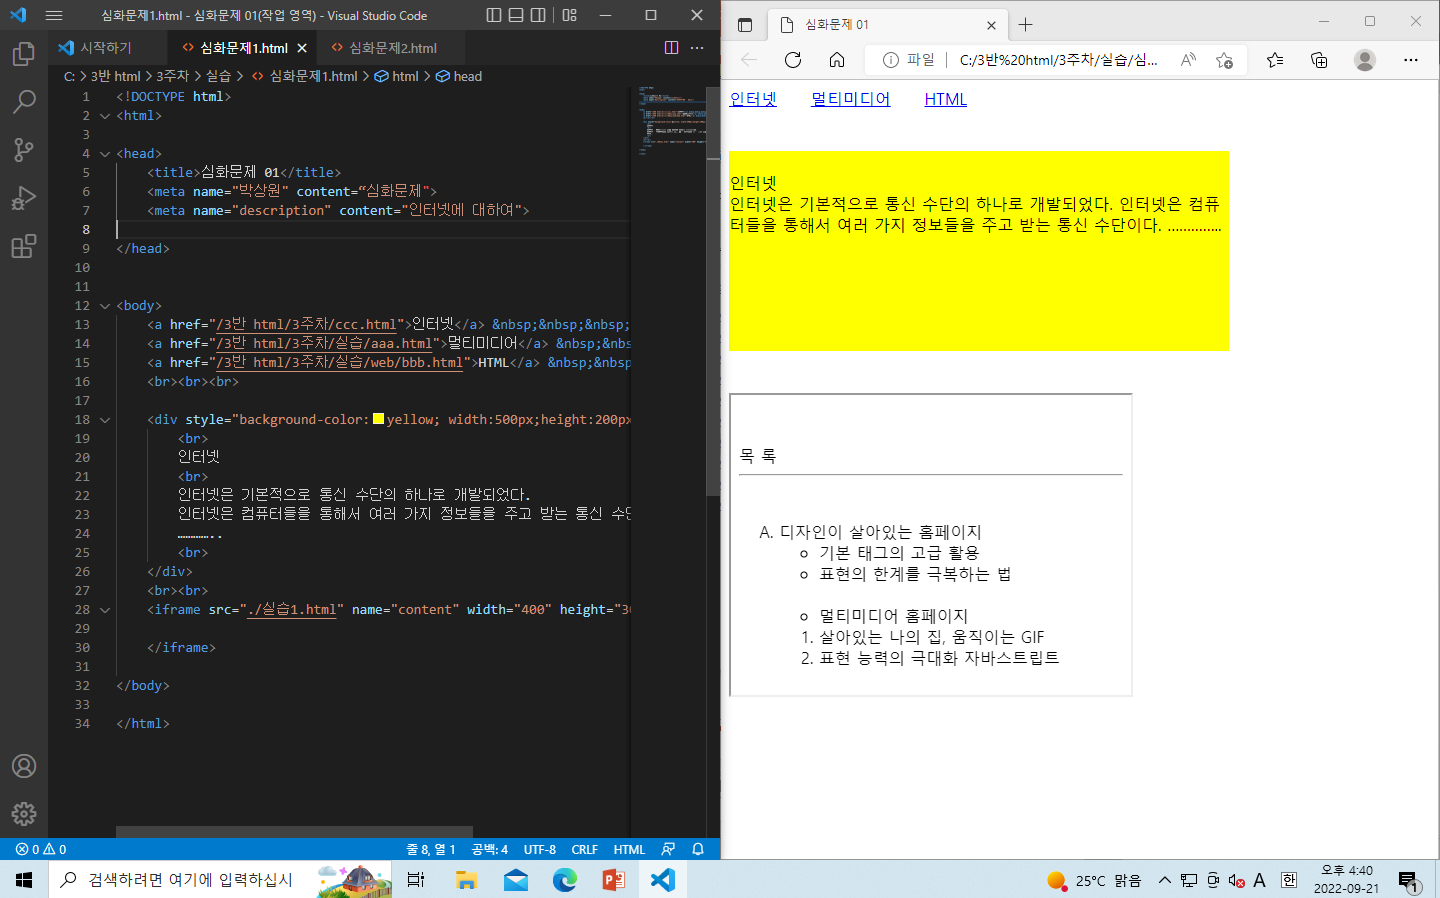 심화문제1.html - 심화문제 01(작업 영역) - Visual Studio Code
시작하기
심화문제1.html
심화문제2.html
C: > 3반 html > 3주차 > 실습 > 심화문제1.html > html > head
1 <!DOCTYPE html>
2 <html>
3
4 <head>
5 <title>심화문제 01</title>
6 <meta name="박상원" content=“심화문제">
7 <meta name="description" content="인터넷에 대하여">
8
9 </head>
10
11
12 <body>
13 <a href="/3반 html/3주차/ccc.html">인터넷</a> &nbsp;&nbsp;&nbsp;
14 <a href="/3반 html/3주차/실습/aaa.html">멀티미디어</a> &nbsp;&nbs
15 <a href="/3반 html/3주차/실습/web/bbb.html">HTML</a> &nbsp;&nbsp
16 <br><br><br>
17
18 <div style="background-color: yellow; width:500px;height:200px
19 <br>
20 인터넷
21 <br>
22 인터넷은 기본적으로 통신 수단의 하나로 개발되었다.
23 인터넷은 컴퓨터들을 통해서 여러 가지 정보들을 주고 받는 통신 수단
24 …………..
25 <br>
26 </div>
27 <br><br>
28 <iframe src="./실습1.html" name="content" width="400" height="30
29
30 </iframe>
31
32 </body>
33
34 </html>
0 0
줄 8, 열 1 공백: 4 UTF-8 CRLF HTML
심화문제 01
파일 C:/3반%20html/3주차/실습/심...
인터넷 멀티미디어 HTML
인터넷
인터넷은 기본적으로 통신 수단의 하나로 개발되었다. 인터넷은 컴퓨
터들을 통해서 여러 가지 정보들을 주고 받는 통신 수단이다. …………..
목 록
A. 디자인이 살아있는 홈페이지
기본 태그의 고급 활용
표현의 한계를 극복하는 법
멀티미디어 홈페이지
1. 살아있는 나의 집, 움직이는 GIF
2. 표현 능력의 극대화 자바스트립트
검색하려면 여기에 입력하십시
25°C 맑음
A
한
오후 4:40
2022-09-21
1